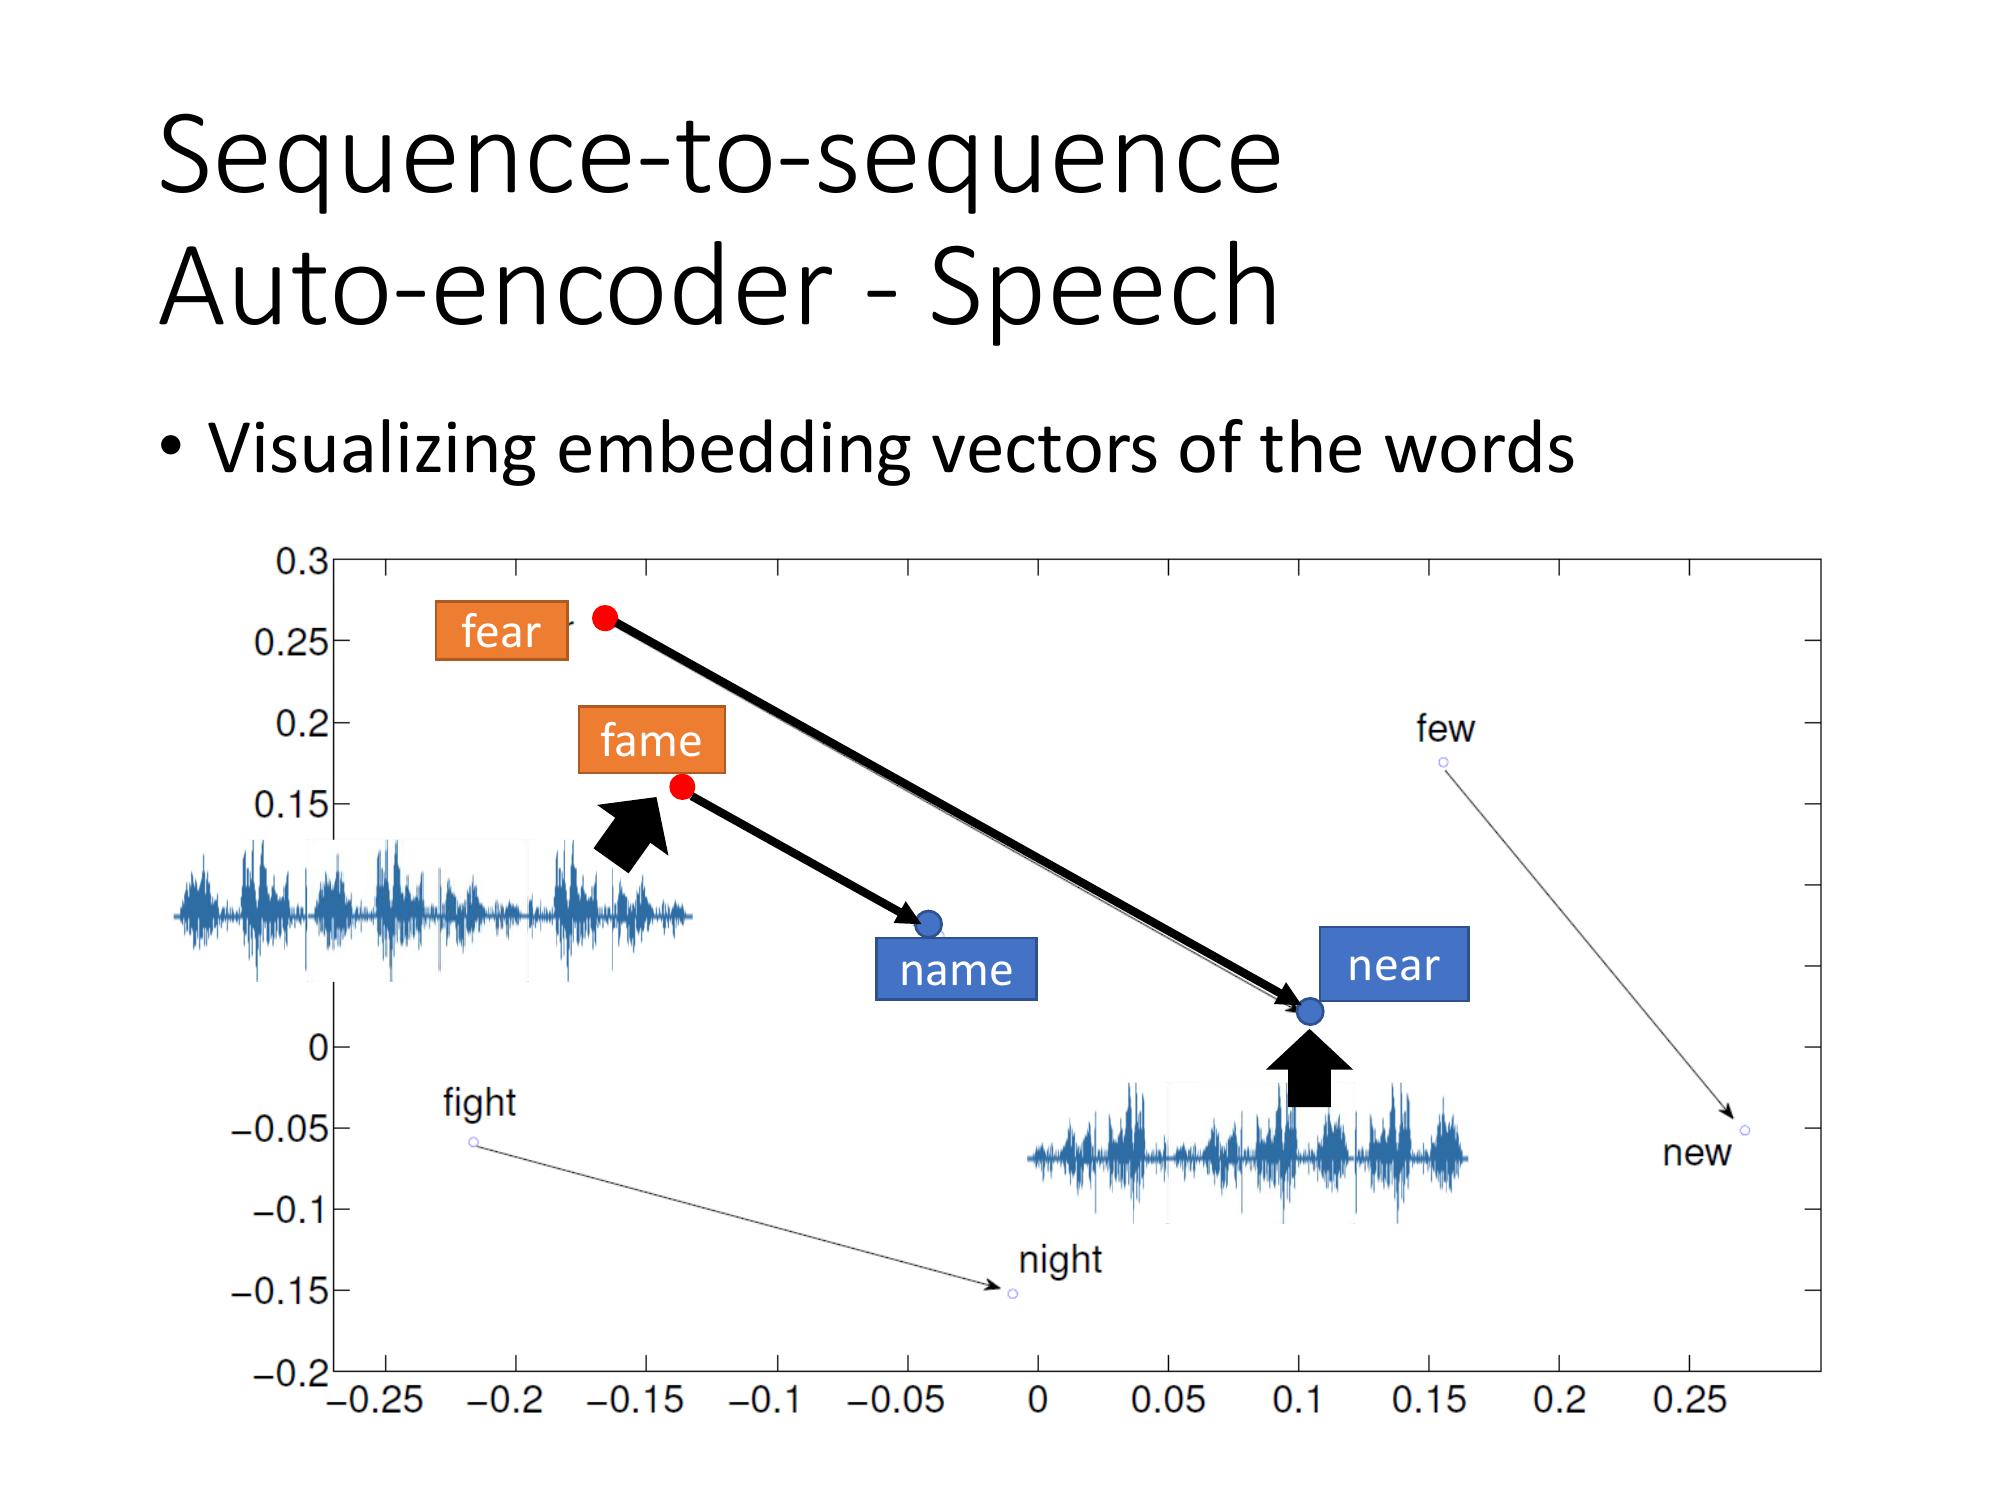 Sequence-to-sequence
Auto-encoder - Speech
• Visualizing embedding vectors of the words
0.3
fear
0.25
fame
0.2
few
0.15
name
near
0
fight
−0.05
new
−0.1
night
−0.15
−0.2
−0.25 −0.2 −0.15 −0.1 −0.05 0 0.05 0.1 0.15 0.2 0.25